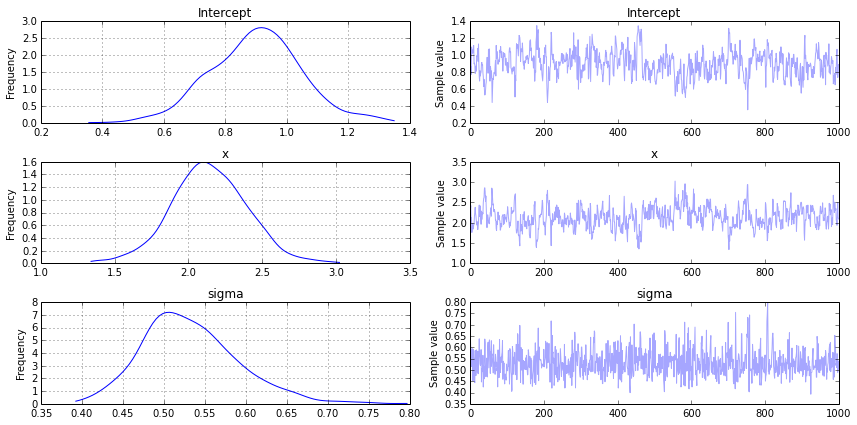 Intercept
Frequency
3.0
2.5
2.0
1.5
1.0
0.5
0.0
0.2 0.4 0.6 0.8 1.0 1.2 1.4
Intercept
Sample value
1.4
1.2
1.0
0.8
0.6
0.4
0.2
0 200 400 600 800 1000
x
Frequency
1.6
1.4
1.2
1.0
0.8
0.6
0.4
0.2
0.0
1.0 1.5 2.0 2.5 3.0 3.5
x
Sample value
3.5
3.0
2.5
2.0
1.5
1.0
0 200 400 600 800 1000
sigma
Frequency
8
7
6
5
4
3
2
1
0
0.35 0.40 0.45 0.50 0.55 0.60 0.65 0.70 0.75 0.80
sigma
Sample value
0.80
0.75
0.70
0.65
0.60
0.55
0.50
0.45
0.40
0.35
0 200 400 600 800 1000